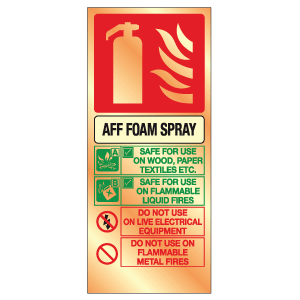 AFF FOAM SPRAY
A
SAFE FOR USE
ON WOOD, PAPER
TEXTILES ETC.
B
SAFE FOR USE
ON FLAMMABLE
LIQUID FIRES
DO NOT USE
ON LIVE ELECTRICAL
EQUIPMENT
DO NOT USE ON
FLAMMABLE
METAL FIRES